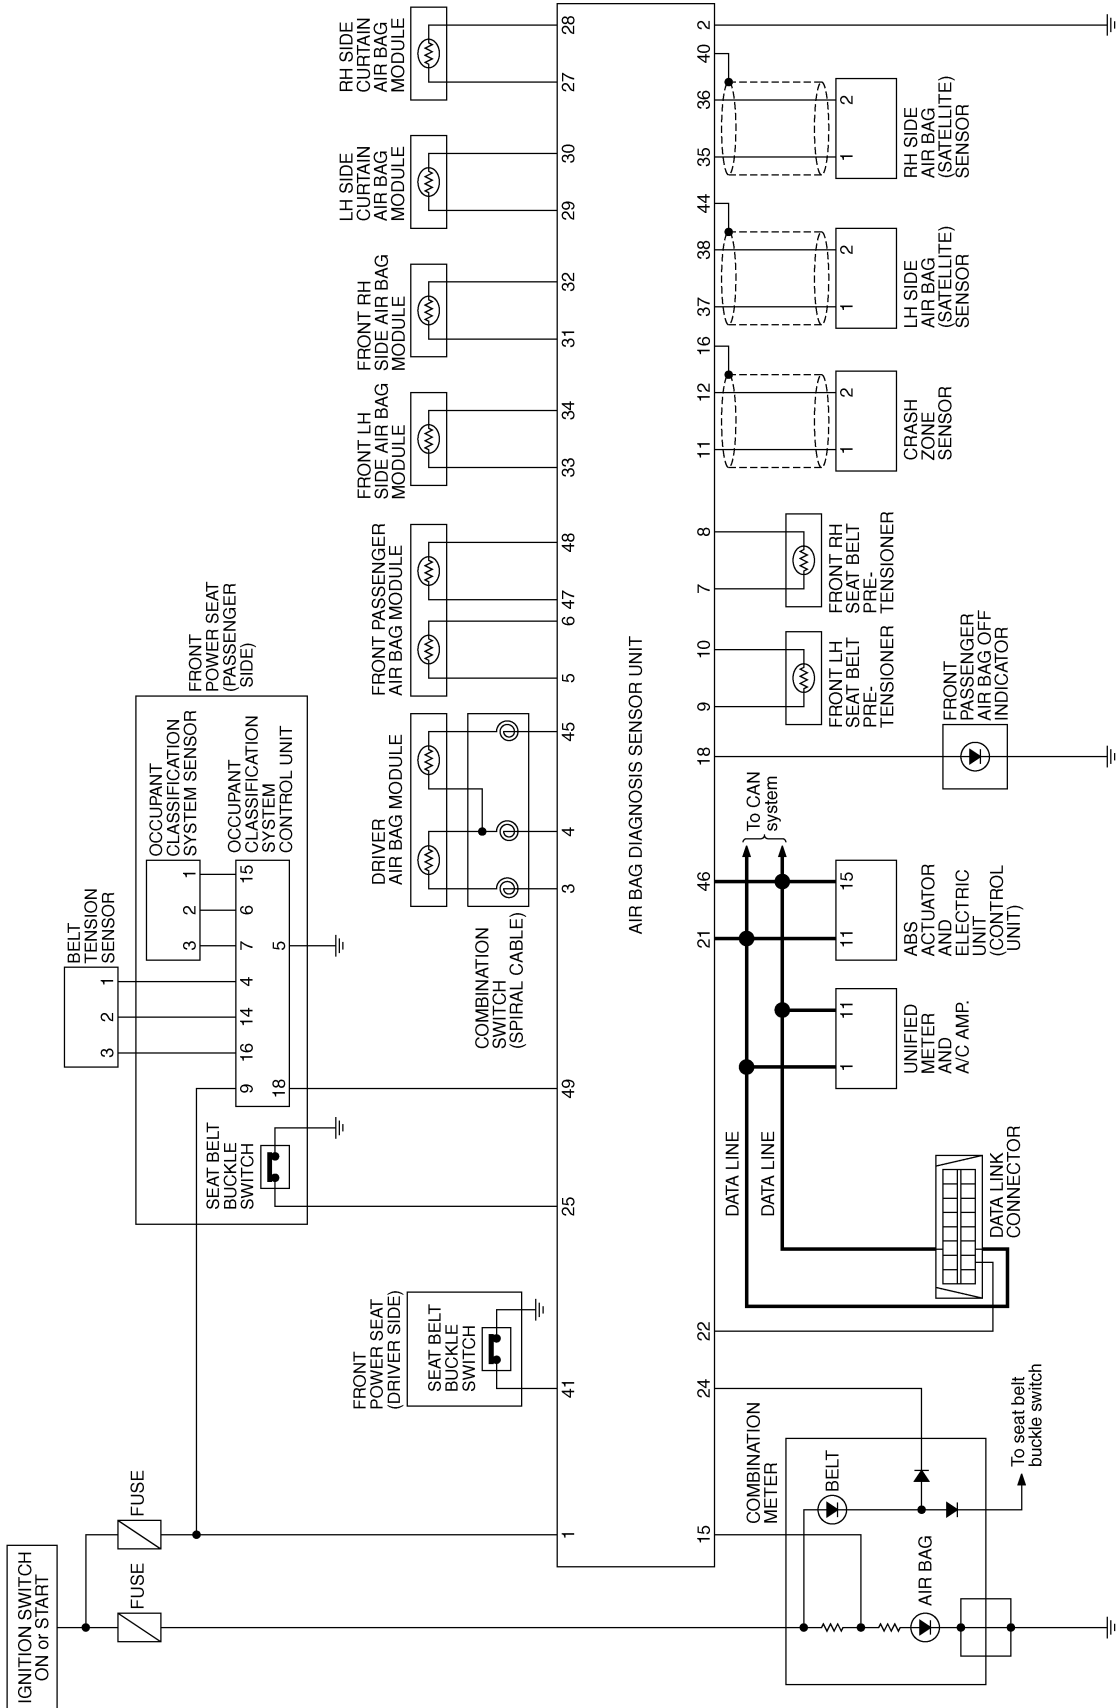 IGNITION SWITCH
ON or START
FUSE
FUSE
BELT
TENSION
SENSOR
3
2
1
OCCUPANT
CLASSIFICATION
SYSTEM SENSOR
3
2
1
OCCUPANT
CLASSIFICATION
SYSTEM
CONTROL UNIT
9
16
14
4
7
6
15
18
5
FRONT
POWER SEAT
(PASSENGER
SIDE)
SEAT BELT
BUCKLE
SWITCH
FRONT
POWER SEAT
(DRIVER SIDE)
SEAT BELT
BUCKLE
SWITCH
COMBINATION
SWITCH
(SPIRAL CABLE)
DRIVER
AIR BAG MODULE
FRONT PASSENGER
AIR BAG MODULE
FRONT LH
SIDE AIR BAG
MODULE
FRONT RH
SIDE AIR BAG
MODULE
LH SIDE
CURTAIN
AIR BAG
MODULE
RH SIDE
CURTAIN
AIR BAG
MODULE
1
41
25
49
3
4
45
5
6
47
48
33
34
31
32
29
30
27
28
AIR BAG DIAGNOSIS SENSOR UNIT
15
24
22
21
46
18
9
10
7
8
11
12
16
37
38
44
35
36
40
2
COMBINATION
METER
BELT
AIR BAG
To seat belt
buckle switch
DATA LINE
DATA LINE
DATA LINK
CONNECTOR
To CAN
system
1
11
UNIFIED
METER
AND
A/C AMP.
11
15
ABS
ACTUATOR
AND
ELECTRIC
UNIT
(CONTROL
UNIT)
FRONT
PASSENGER
AIR BAG OFF
INDICATOR
FRONT LH
SEAT BELT
PRE-
TENSIONER
FRONT RH
SEAT BELT
PRE-
TENSIONER
1
2
CRASH
ZONE
SENSOR
1
2
LH SIDE
AIR BAG
(SATELLITE)
SENSOR
1
2
RH SIDE
AIR BAG
(SATELLITE)
SENSOR